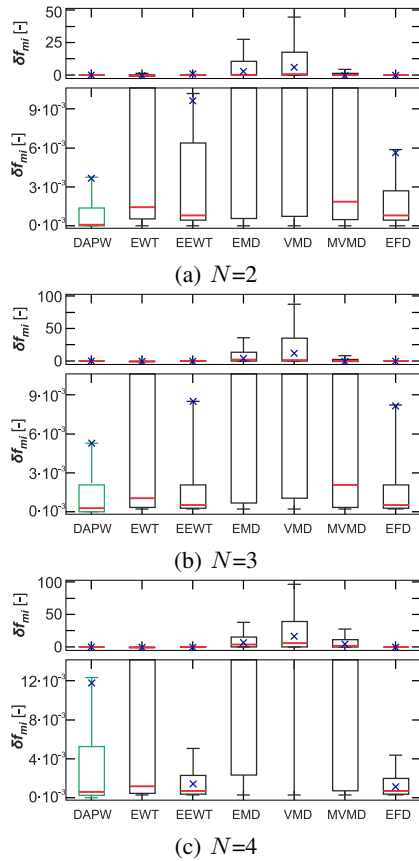 50
25
0
δf_mi [-]
9·10⁻³
6·10⁻³
3·10⁻³
0·10⁻³
δf_mi [-]
DAPW EWT EEWT EMD VMD MVMD EFD
(a) N=2
100
50
0
δf_mi [-]
9·10⁻³
6·10⁻³
3·10⁻³
0·10⁻³
δf_mi [-]
DAPW EWT EEWT EMD VMD MVMD EFD
(b) N=3
100
50
0
δf_mi [-]
12·10⁻³
8·10⁻³
4·10⁻³
0·10⁻³
δf_mi [-]
DAPW EWT EEWT EMD VMD MVMD EFD
(c) N=4